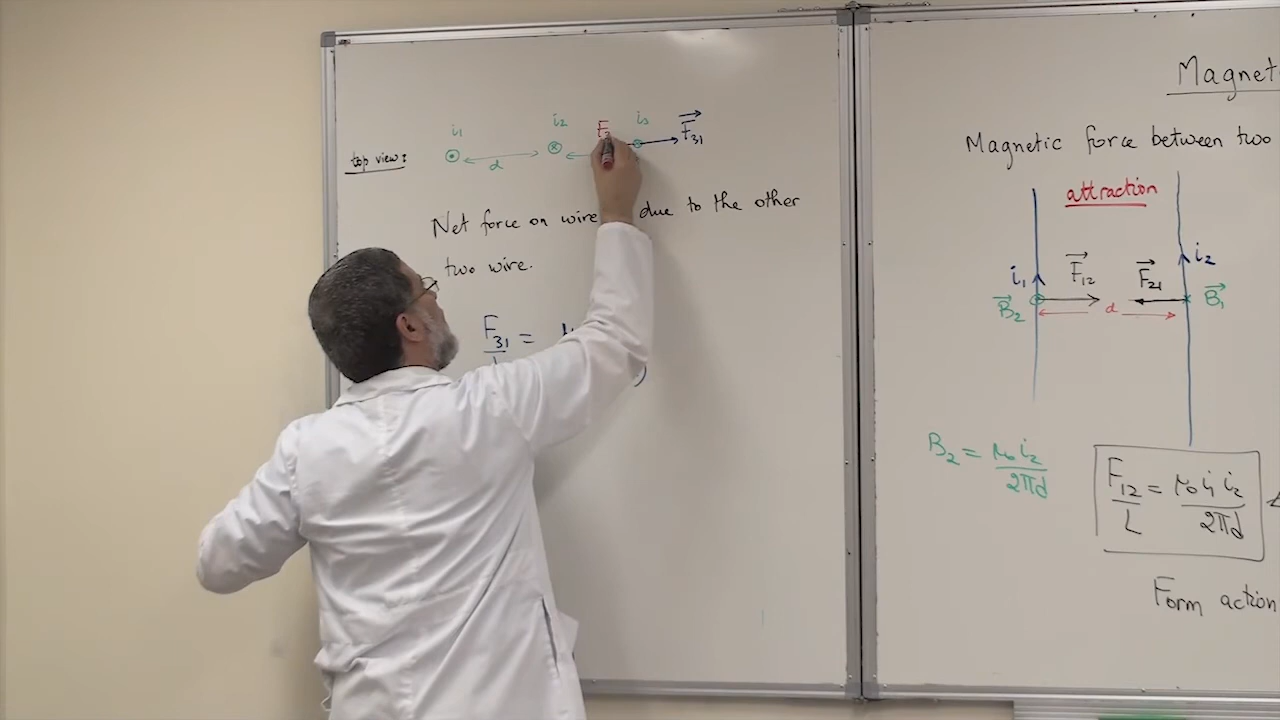 i₁ i₂ F i₃ F₃₁
top view: d
Net force on wire due to the other
two wire.
F₃₁ =
Magnetic force between two
attraction
i₁ F₁₂ F₂₁ i₂
B₂ d B₁
B₂ = μ₀ i₂ / 2πd
F₁₂ / L = μ₀ i₁ i₂ / 2πd
Form action